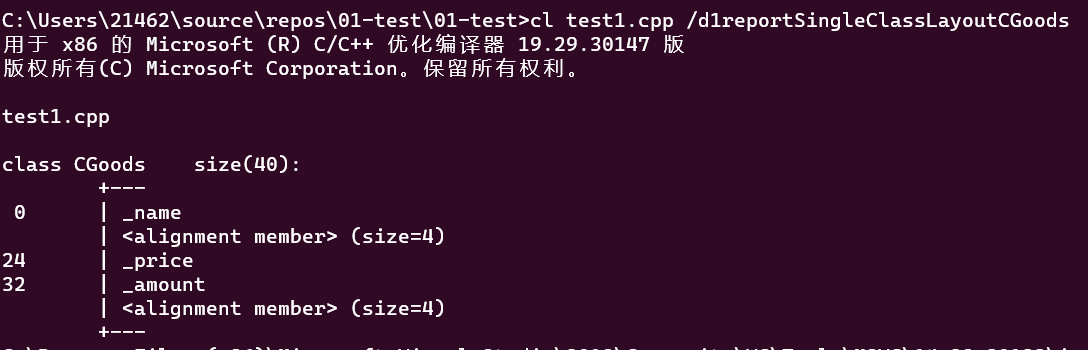 C:\Users\21462\source\repos\01-test\01-test>cl test1.cpp /d1reportSingleClassLayoutCGoods
用于 x86 的 Microsoft (R) C/C++ 优化编译器 19.29.30147 版
版权所有(C) Microsoft Corporation。保留所有权利。
test1.cpp
class CGoods    size(40):
        +---
 0      | _name
        | <alignment member> (size=4)
24      | _price
32      | _amount
        | <alignment member> (size=4)
        +---